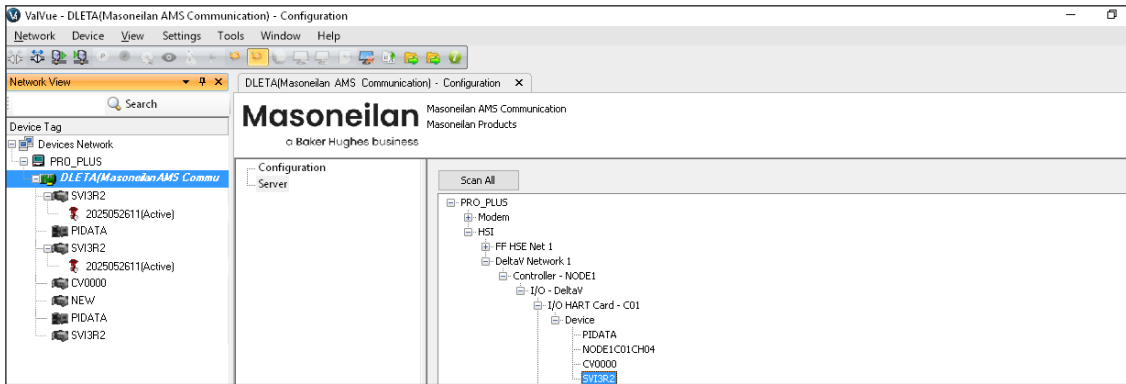 ValVue - DLETA(Masoneilan AMS Communication) - Configuration
Network Device View Settings Tools Window Help
Network View
Search
Device Tag
Devices Network
PRO_PLUS
DLETA(Masoneilan AMS Commu
SVI3R2
2025052611(Active)
PIDATA
SVI3R2
2025052611(Active)
CV0000
NEW
PIDATA
SVI3R2
DLETA(Masoneilan AMS Communication) - Configuration X
Masoneilan
a Baker Hughes business
Masoneilan AMS Communication
Masoneilan Products
Configuration
Server
Scan All
PRO_PLUS
Modem
HSI
FF HSE Net 1
DeltaV Network 1
Controller - NODE1
I/O - DeltaV
I/O HART Card - C01
Device
PIDATA
NODE1C01CH04
CV0000
SVI3R2